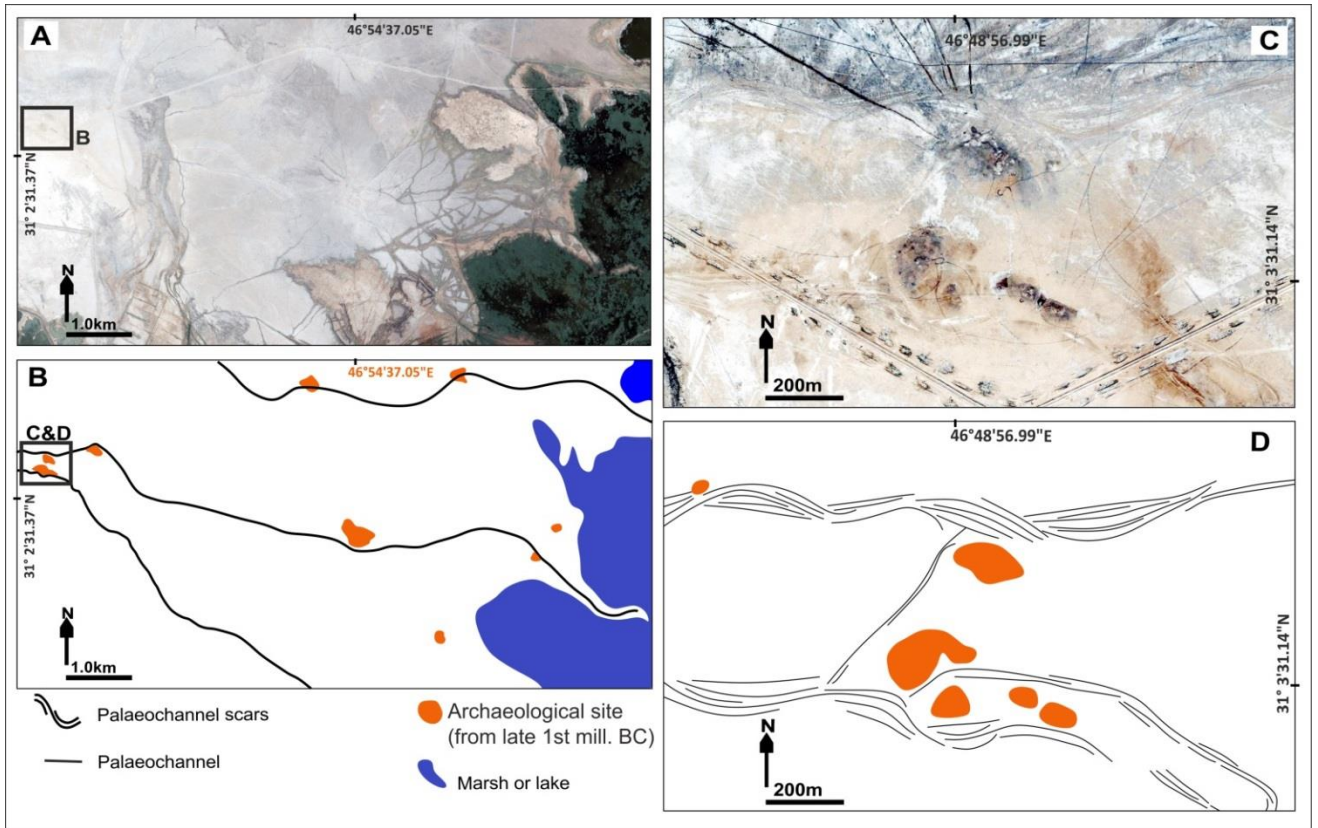 A
46°54'37.05"E
B
31° 2'31.37"N
N
1.0km
C
46°48'56.99"E
31° 3'31.14"N
N
200m
B
46°54'37.05"E
C&D
31° 2'31.37"N
N
1.0km
D
46°48'56.99"E
31° 3'31.14"N
N
200m
Palaeochannel scars
Palaeochannel
Archaeological site
(from late 1st mill. BC)
Marsh or lake